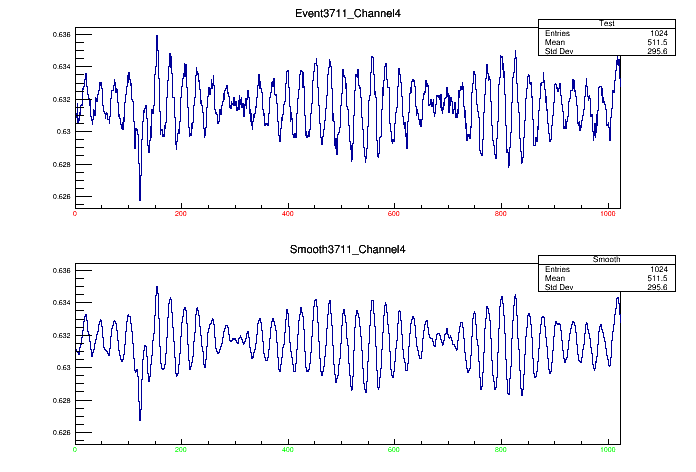 Event3711_Channel4
Test
Entries 1024
Mean 511.5
Std Dev 295.6
0.636
0.634
0.632
0.63
0.628
0.626
0 200 400 600 800 1000
Smooth3711_Channel4
Smooth
Entries 1024
Mean 511.5
Std Dev 295.6
0.636
0.634
0.632
0.63
0.628
0.626
0 200 400 600 800 1000